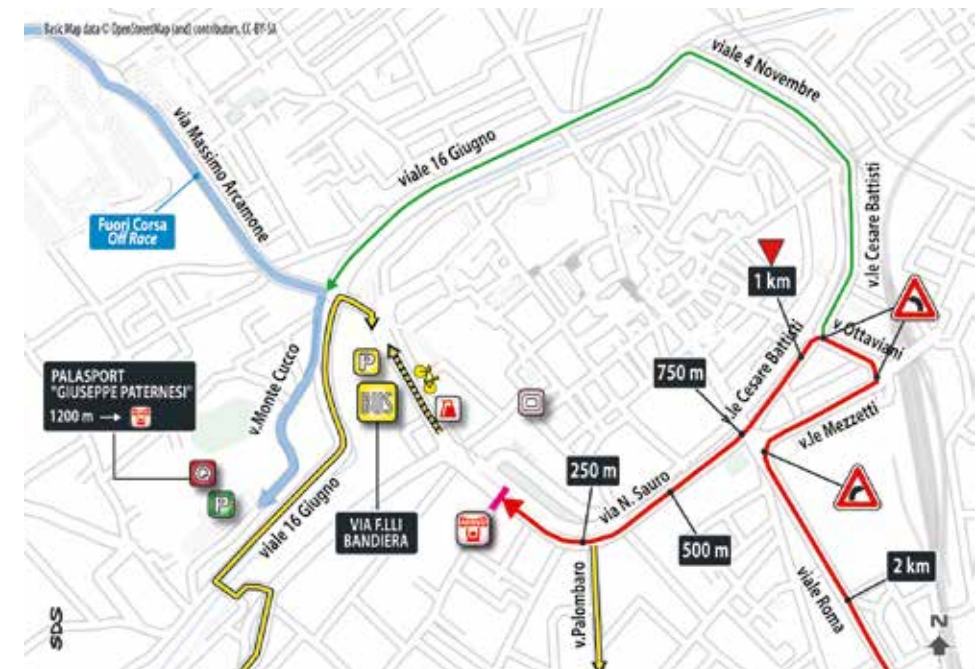 Basic Map data © OpenStreetMap (and) contributors, CC-BY-SA
viale 4 Novembre
via Massimo Arcamone
viale 16 Giugno
v.le Cesare Battisti
Fuori Corsa
Off Race
1 km
v. Ottaviani
v.le Cesare Battisti
PALASPORT
"GIUSEPPE PATERNESI"
1200 m →
v.Monte Cucco
P
750 m
BUS
v.le Mezzetti
250 m
via N. Sauro
P
viale 16 Giugno
VIA F.LLI
BANDIERA
500 m
2 km
v.Palombaro
viale Roma
SDS
N